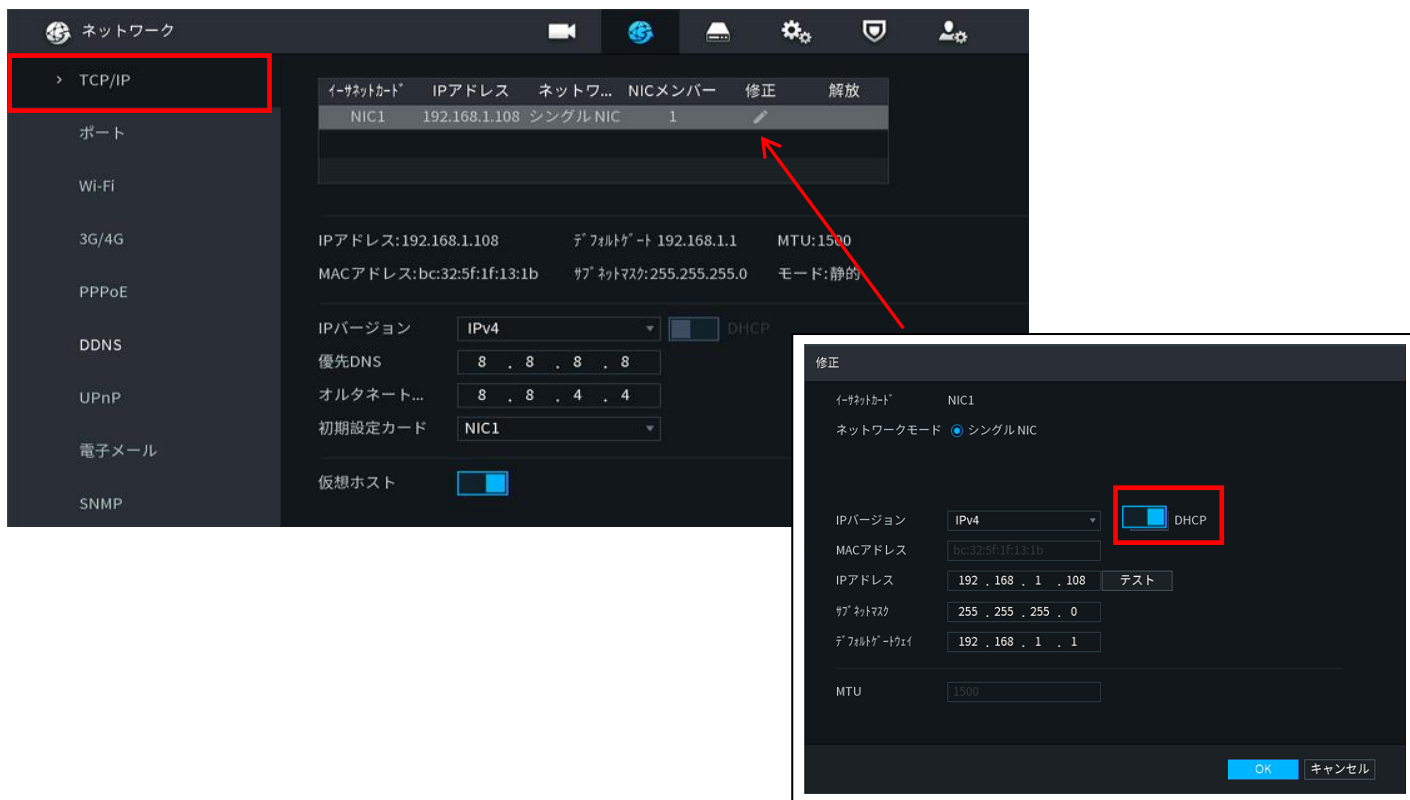 ネットワーク
TCP/IP
ポート
Wi-Fi
3G/4G
PPPoE
DDNS
UPnP
電子メール
SNMP
ｲｰｻﾈｯﾄｶｰﾄﾞ IPアドレス ネットワ... NICメンバー 修正 解放
NIC1 192.168.1.108 シングル NIC 1
IPアドレス:192.168.1.108 ﾃﾞﾌｫﾙﾄｹﾞｰﾄ 192.168.1.1 MTU:1500
MACアドレス:bc:32:5f:1f:13:1b ｻﾌﾞﾈｯﾄﾏｽｸ:255.255.255.0 モード:静的
IPバージョン IPv4 DHCP
優先DNS 8 . 8 . 8 . 8
オルタネート... 8 . 8 . 4 . 4
初期設定カード NIC1
仮想ホスト
修正
ｲｰｻﾈｯﾄｶｰﾄﾞ NIC1
ネットワークモード シングル NIC
IPバージョン IPv4 DHCP
MACアドレス bc:32:5f:1f:13:1b
IPアドレス 192 . 168 . 1 . 108 テスト
ｻﾌﾞﾈｯﾄﾏｽｸ 255 . 255 . 255 . 0
ﾃﾞﾌｫﾙﾄｹﾞｰﾄｳｪｲ 192 . 168 . 1 . 1
MTU 1500
OK キャンセル